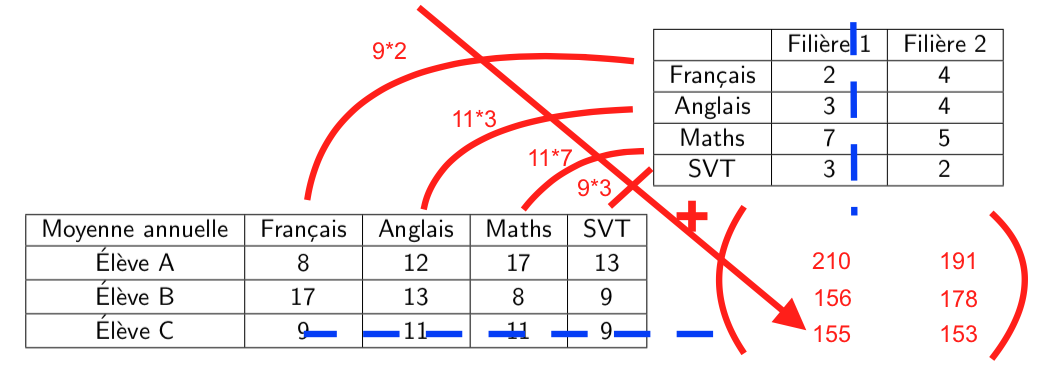 9*2
Filière 1 Filière 2
Français 2 4
Anglais 3 4
Maths 7 5
SVT 3 2
11*3
11*7
9*3
+
Moyenne annuelle Français Anglais Maths SVT
Élève A 8 12 17 13
Élève B 17 13 8 9
Élève C 9 11 11 9
210 191
156 178
155 153